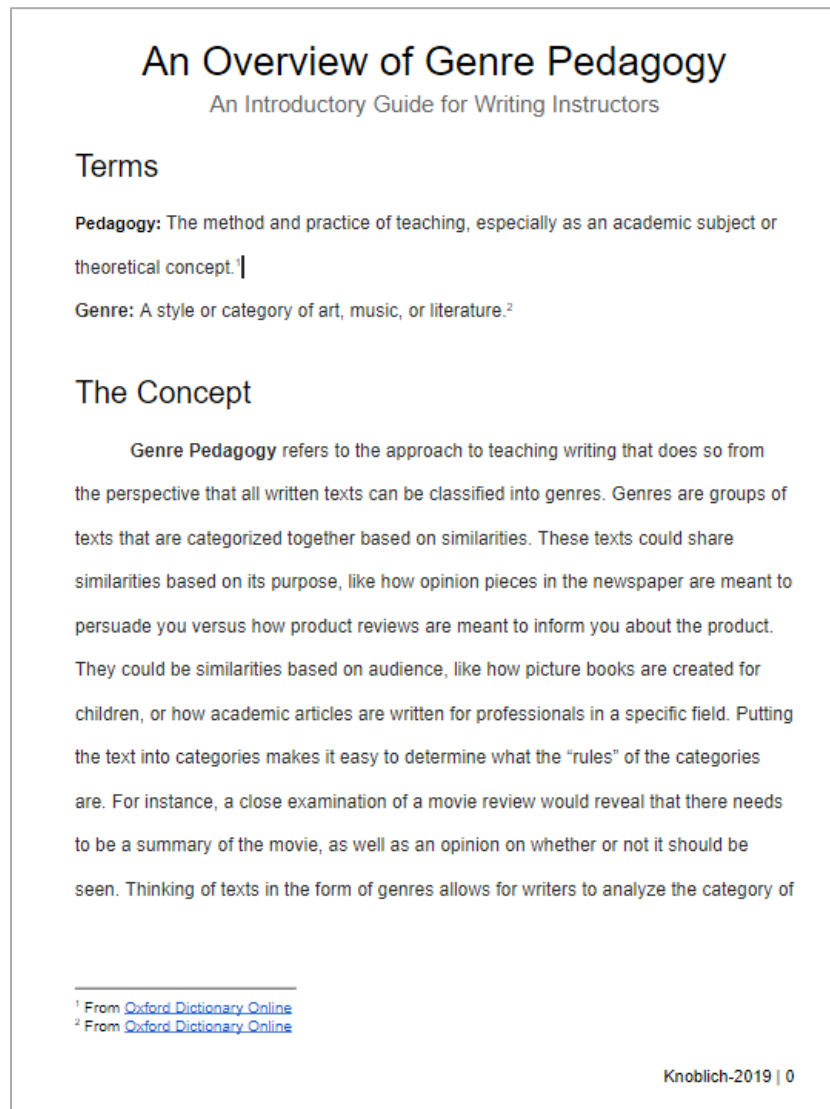 An Overview of Genre Pedagogy
An Introductory Guide for Writing Instructors
Terms
Pedagogy: The method and practice of teaching, especially as an academic subject or
theoretical concept.¹
Genre: A style or category of art, music, or literature.²
The Concept
Genre Pedagogy refers to the approach to teaching writing that does so from
the perspective that all written texts can be classified into genres. Genres are groups of
texts that are categorized together based on similarities. These texts could share
similarities based on its purpose, like how opinion pieces in the newspaper are meant to
persuade you versus how product reviews are meant to inform you about the product.
They could be similarities based on audience, like how picture books are created for
children, or how academic articles are written for professionals in a specific field. Putting
the text into categories makes it easy to determine what the “rules” of the categories
are. For instance, a close examination of a movie review would reveal that there needs
to be a summary of the movie, as well as an opinion on whether or not it should be
seen. Thinking of texts in the form of genres allows for writers to analyze the category of
¹ From Oxford Dictionary Online
² From Oxford Dictionary Online
Knoblich-2019 | 0